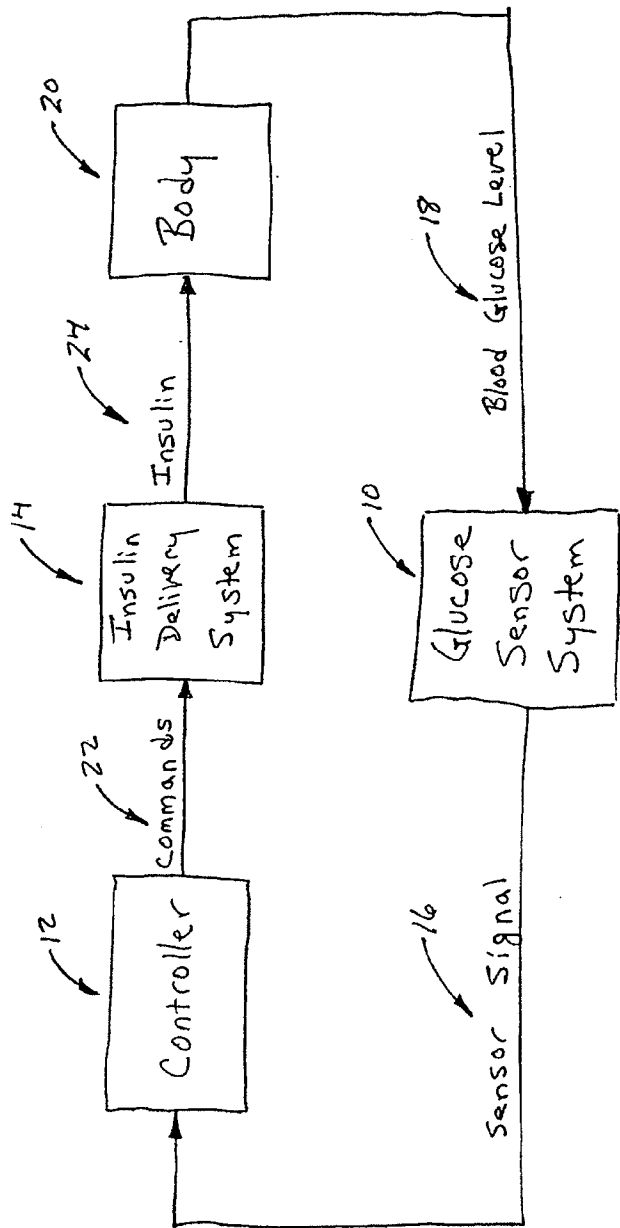 12
Controller
22
Commands
14
Insulin
Delivery
System
24
Insulin
20
Body
18
Blood Glucose Level
10
Glucose
Sensor
System
16
Sensor Signal